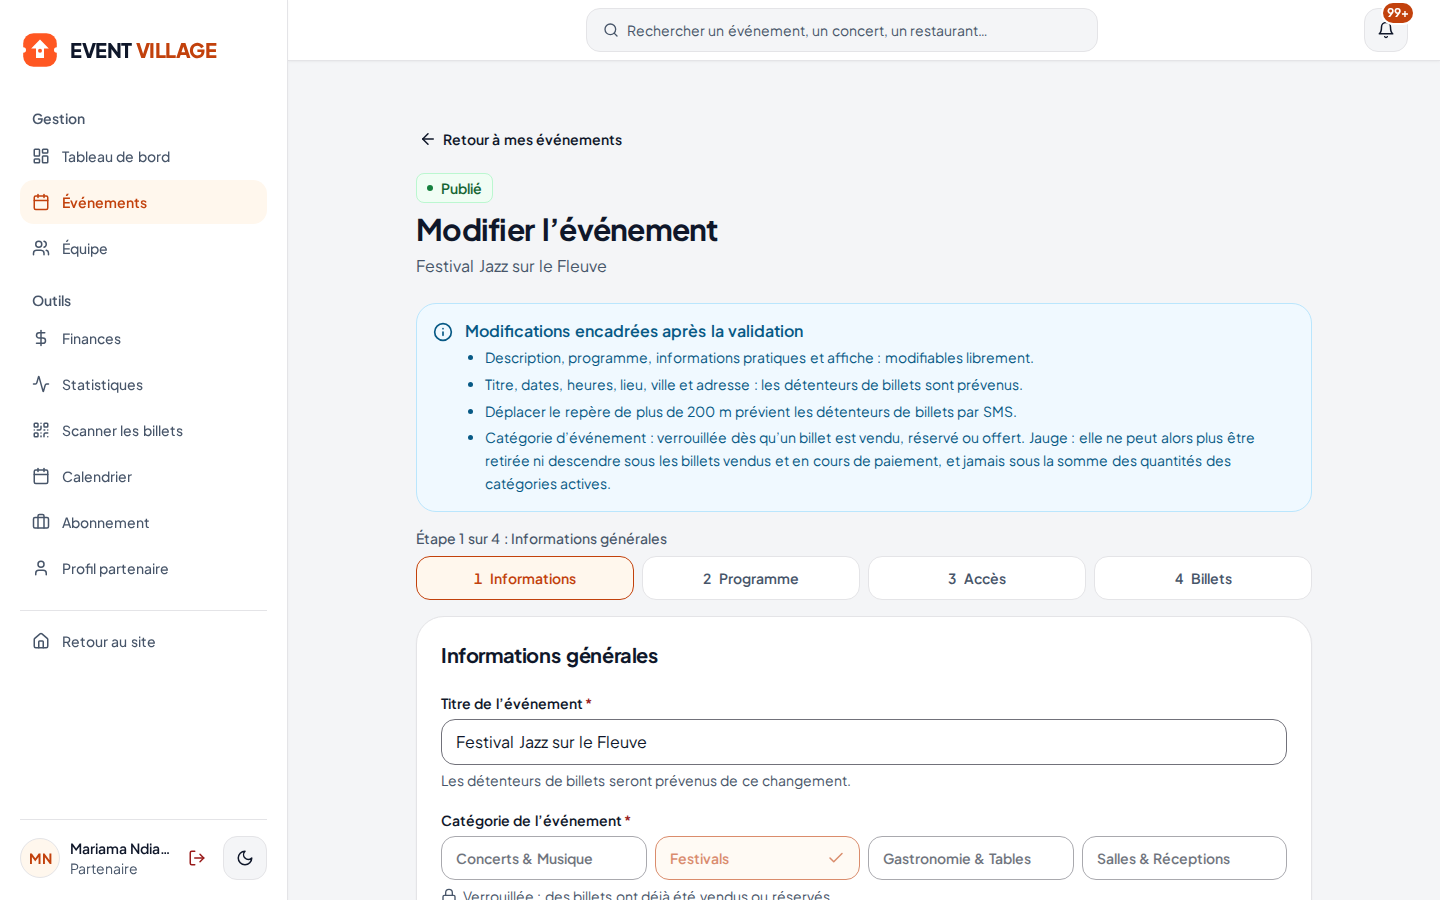 EVENT VILLAGE
Rechercher un événement, un concert, un restaurant…
99+
Gestion
Tableau de bord
Événements
Équipe
Outils
Finances
Statistiques
Scanner les billets
Calendrier
Abonnement
Profil partenaire
Retour au site
MN
Mariama Ndia…
Partenaire
Retour à mes événements
Publié
Modifier l’événement
Festival Jazz sur le Fleuve
Modifications encadrées après la validation
Description, programme, informations pratiques et affiche : modifiables librement.
Titre, dates, heures, lieu, ville et adresse : les détenteurs de billets sont prévenus.
Déplacer le repère de plus de 200 m prévient les détenteurs de billets par SMS.
Catégorie d’événement : verrouillée dès qu’un billet est vendu, réservé ou offert. Jauge : elle ne peut alors plus être
retirée ni descendre sous les billets vendus et en cours de paiement, et jamais sous la somme des quantités des
catégories actives.
Étape 1 sur 4 : Informations générales
1 Informations
2 Programme
3 Accès
4 Billets
Informations générales
Titre de l’événement *
Festival Jazz sur le Fleuve
Les détenteurs de billets seront prévenus de ce changement.
Catégorie de l’événement *
Concerts & Musique
Festivals
Gastronomie & Tables
Salles & Réceptions
Verrouillée : des billets ont déjà été vendus ou réservés.